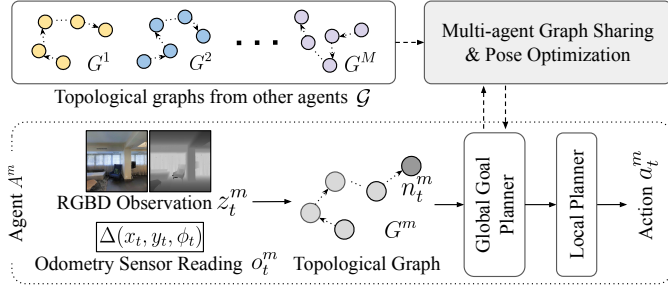 G^1
G^2
G^M
Topological graphs from other agents 𝒢
Multi-agent Graph Sharing
& Pose Optimization
Agent A^m
RGBD Observation z_t^m
Δ(x_t, y_t, ϕ_t)
Odometry Sensor Reading o_t^m
n_t^m
G^m
Topological Graph
Global Goal
Planner
Local Planner
Action a_t^m